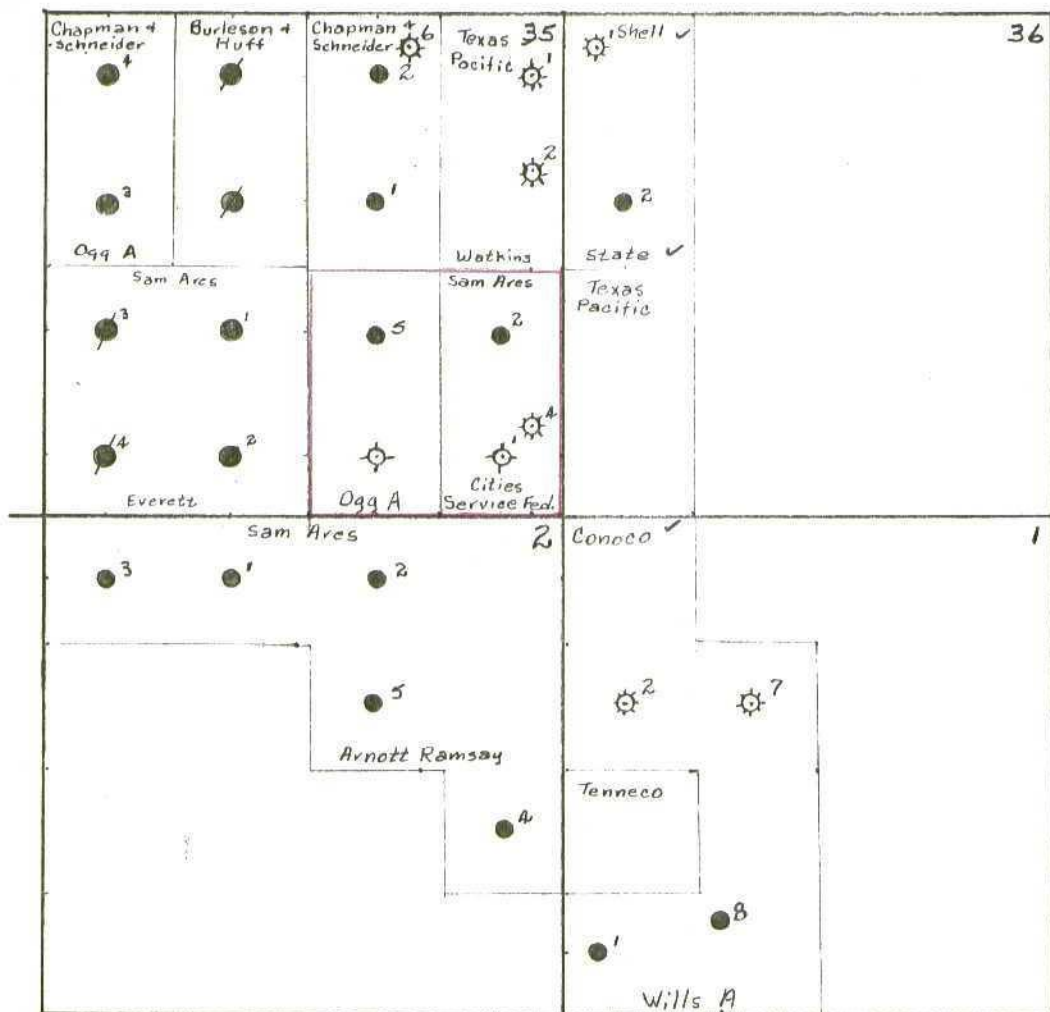 Chapman &
Schneider
4
3
Ogg A
Burleson &
Huff
Chapman &
Schneider
6
2
1
Texas
Pacific
35
1
2
Watkins
Shell ✓
1
2
State ✓
36
Sam Ares
3
1
4
2
Everett
Sam Ares
5
2
4
1
Ogg A
Cities
Service Fed.
Texas
Pacific
Sam Ares
2
3
1
2
5
Arnott Ramsay
4
Conoco ✓
1
2
7
Tenneco
8
1
Wills A